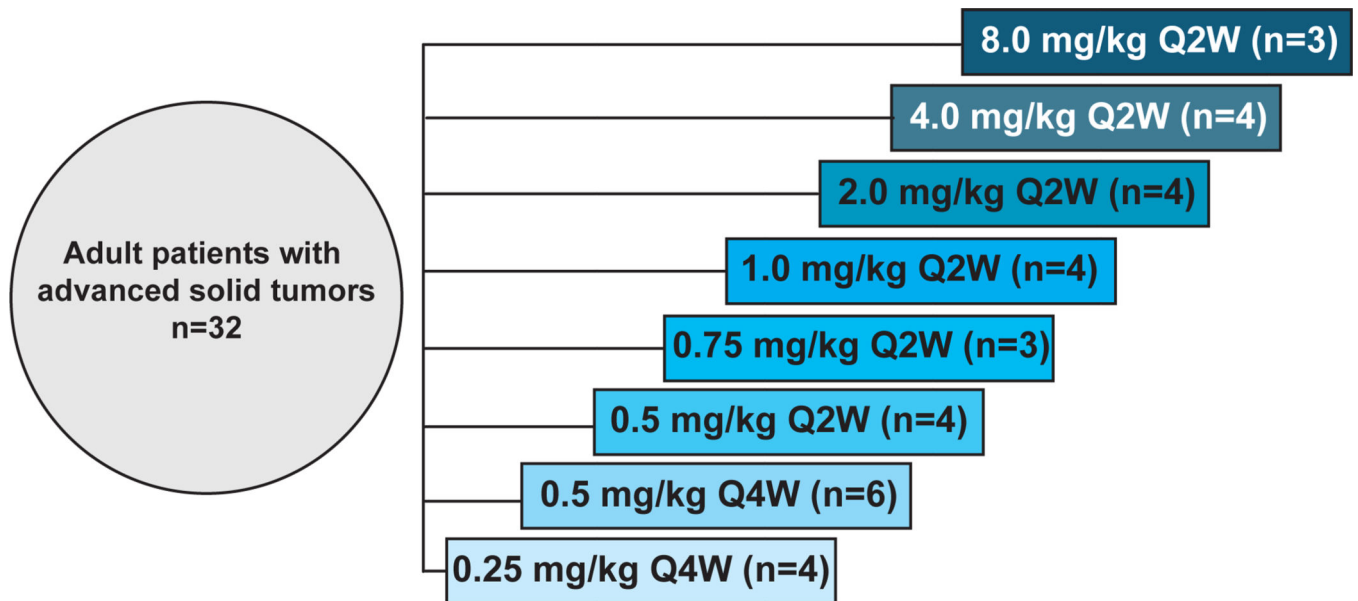 Adult patients with
advanced solid tumors
n=32
8.0 mg/kg Q2W (n=3)
4.0 mg/kg Q2W (n=4)
2.0 mg/kg Q2W (n=4)
1.0 mg/kg Q2W (n=4)
0.75 mg/kg Q2W (n=3)
0.5 mg/kg Q2W (n=4)
0.5 mg/kg Q4W (n=6)
0.25 mg/kg Q4W (n=4)